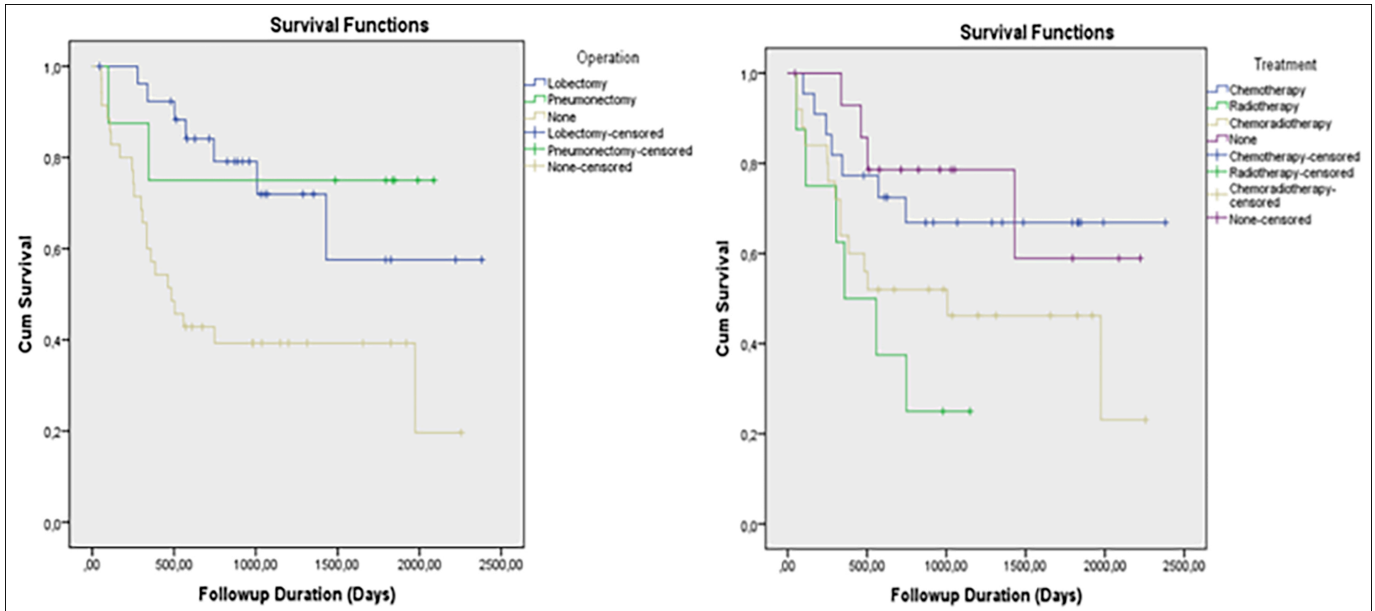 Survival Functions
Cum Survival
1,0
0,8
0,6
0,4
0,2
0,0
,00
500,00
1000,00
1500,00
2000,00
2500,00
Followup Duration (Days)
Operation
Lobectomy
Pneumonectomy
None
Lobectomy-censored
Pneumonectomy-censored
None-censored
Survival Functions
Cum Survival
1,0
0,8
0,6
0,4
0,2
0,0
,00
500,00
1000,00
1500,00
2000,00
2500,00
Followup Duration (Days)
Treatment
Chemotherapy
Radiotherapy
Chemoradiotherapy
None
Chemotherapy-censored
Radiotherapy-censored
Chemoradiotherapy-
censored
None-censored